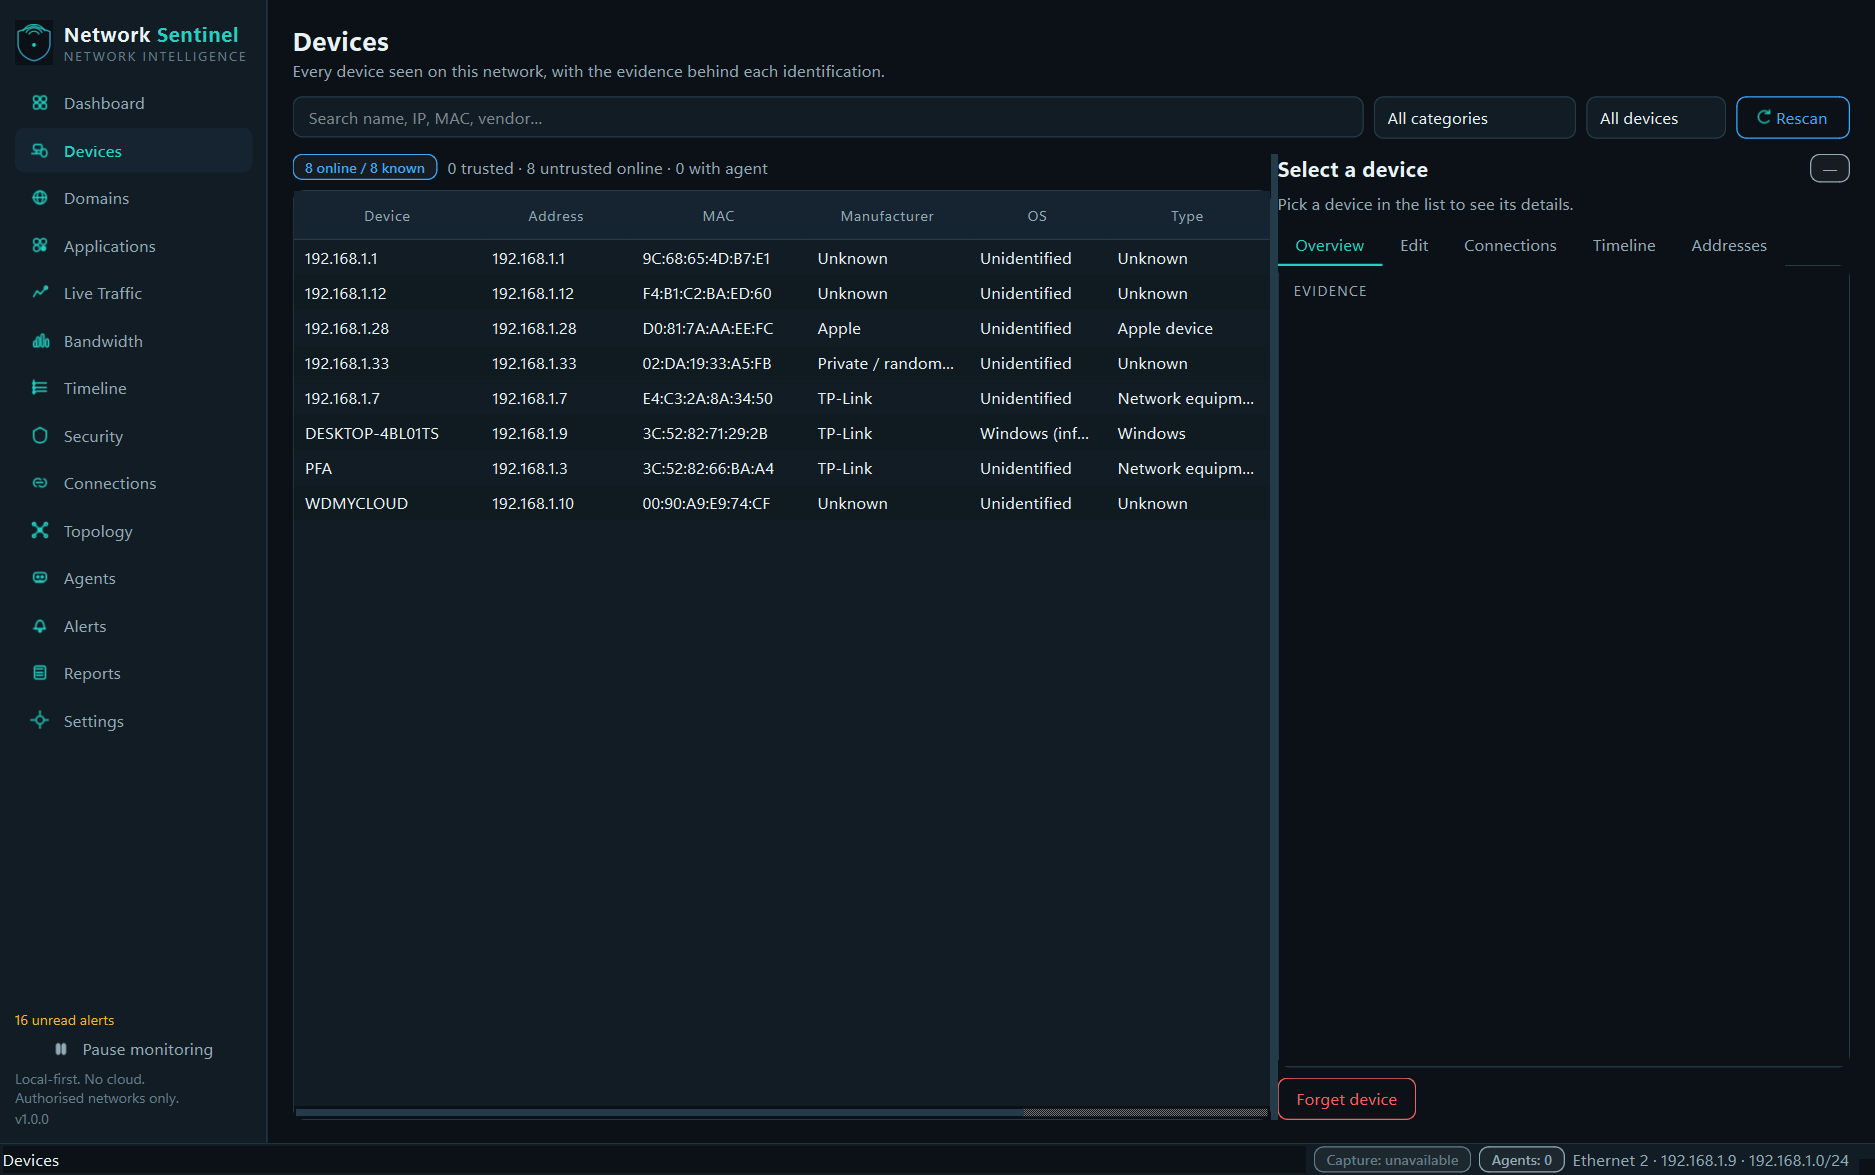 Network Sentinel
NETWORK INTELLIGENCE
Dashboard
Devices
Domains
Applications
Live Traffic
Bandwidth
Timeline
Security
Connections
Topology
Agents
Alerts
Reports
Settings
16 unread alerts
Pause monitoring
Local-first. No cloud.
Authorised networks only.
v1.0.0
Devices
Every device seen on this network, with the evidence behind each identification.
Search name, IP, MAC, vendor...
All categories
All devices
Rescan
8 online / 8 known
0 trusted · 8 untrusted online · 0 with agent
Device Address MAC Manufacturer OS Type
192.168.1.1 192.168.1.1 9C:68:65:4D:B7:E1 Unknown Unidentified Unknown
192.168.1.12 192.168.1.12 F4:B1:C2:BA:ED:60 Unknown Unidentified Unknown
192.168.1.28 192.168.1.28 D0:81:7A:AA:EE:FC Apple Unidentified Apple device
192.168.1.33 192.168.1.33 02:DA:19:33:A5:FB Private / random... Unidentified Unknown
192.168.1.7 192.168.1.7 E4:C3:2A:8A:34:50 TP-Link Unidentified Network equipm...
DESKTOP-4BL01TS 192.168.1.9 3C:52:82:71:29:2B TP-Link Windows (inf... Windows
PFA 192.168.1.3 3C:52:82:66:BA:A4 TP-Link Unidentified Network equipm...
WDMYCLOUD 192.168.1.10 00:90:A9:E9:74:CF Unknown Unidentified Unknown
Select a device
Pick a device in the list to see its details.
Overview Edit Connections Timeline Addresses
EVIDENCE
Forget device
Devices
Capture: unavailable
Agents: 0
Ethernet 2 · 192.168.1.9 · 192.168.1.0/24